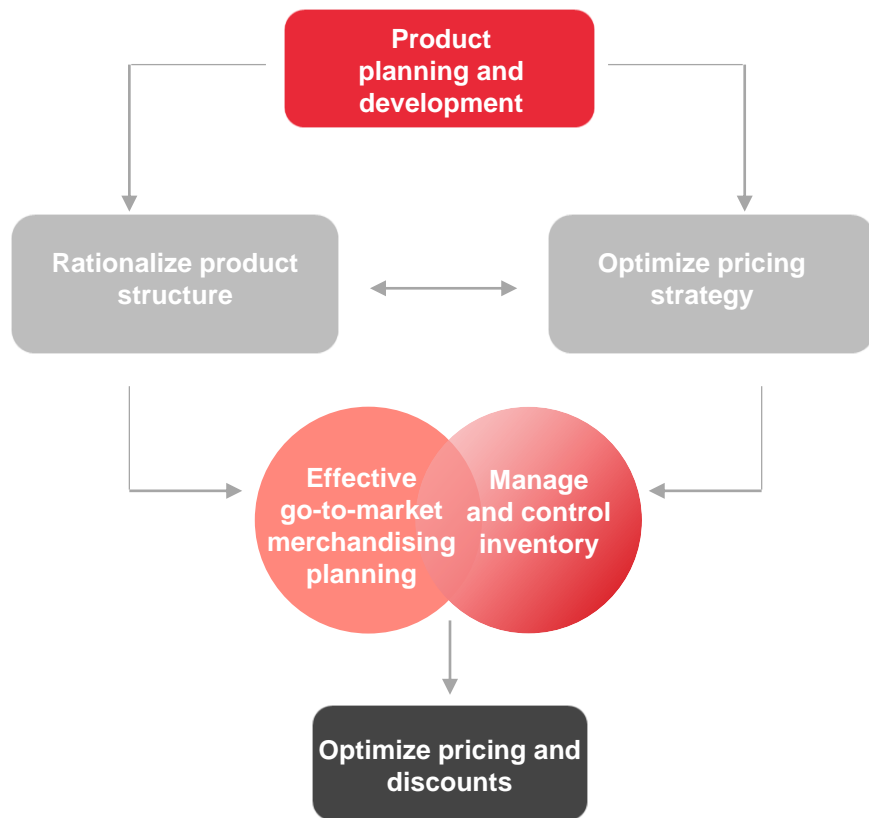 Product
planning and
development
Rationalize product
structure
Optimize pricing
strategy
Effective
go-to-market
merchandising
planning
Manage
and control
inventory
Optimize pricing and
discounts